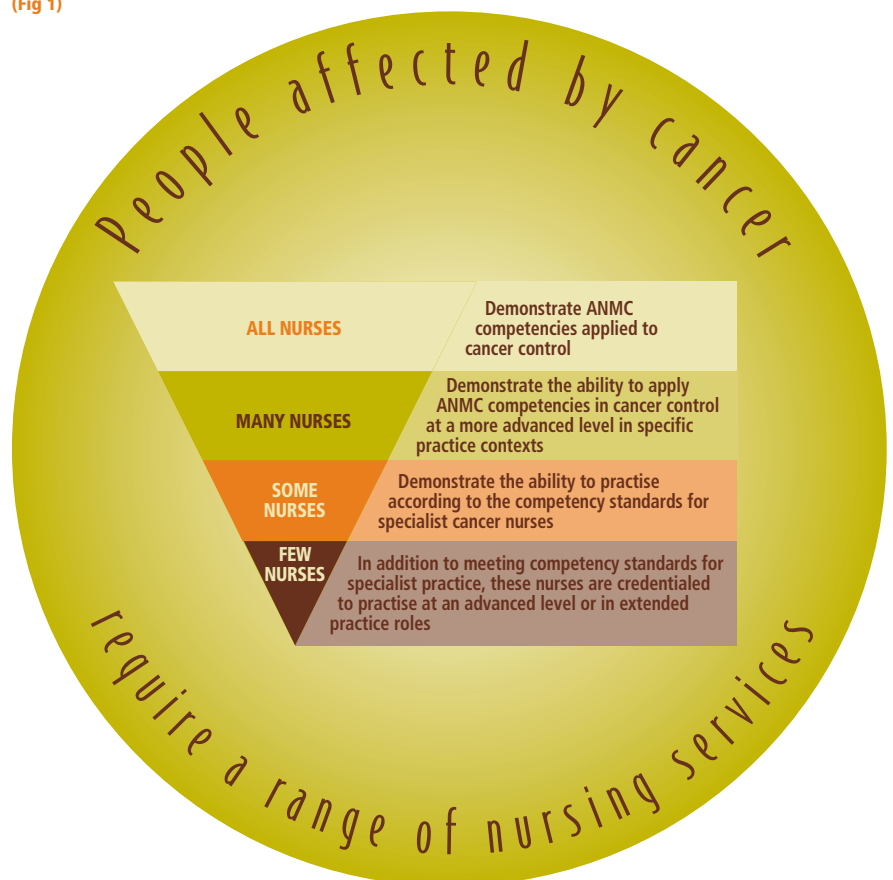 (Fig 1)
People affected by cancer
ALL NURSES
Demonstrate ANMC
competencies applied to
cancer control
MANY NURSES
Demonstrate the ability to apply
ANMC competencies in cancer control
at a more advanced level in specific
practice contexts
SOME
NURSES
Demonstrate the ability to practise
according to the competency standards for
specialist cancer nurses
FEW
NURSES
In addition to meeting competency standards for
specialist practice, these nurses are credentialed
to practise at an advanced level or in extended
practice roles
require a range of nursing services